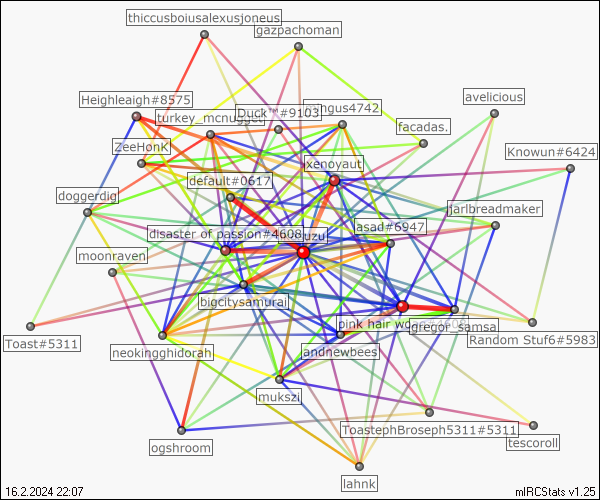 thiccusboiusalexusjoneus
gazpachoman
Heighleaigh#8575
avelicious
turkey_mcnugget
Duck™#9103
facadas.
ZeeHonK
xenoyaut
Knowun#6424
default#0617
doggerdig
jarlbreadmaker
disaster of passion#4608
uzu
asad#6947
moonraven
bigcitysamurai
pink hair
gregor_samsa
Toast#5311
Random Stuf6#5983
neokingghidorah
andnewbees
mukszi
ToastephBroseph5311#5311
ogshroom
tescoroll
lahnk
16.2.2024 22:07
mIRCStats v1.25